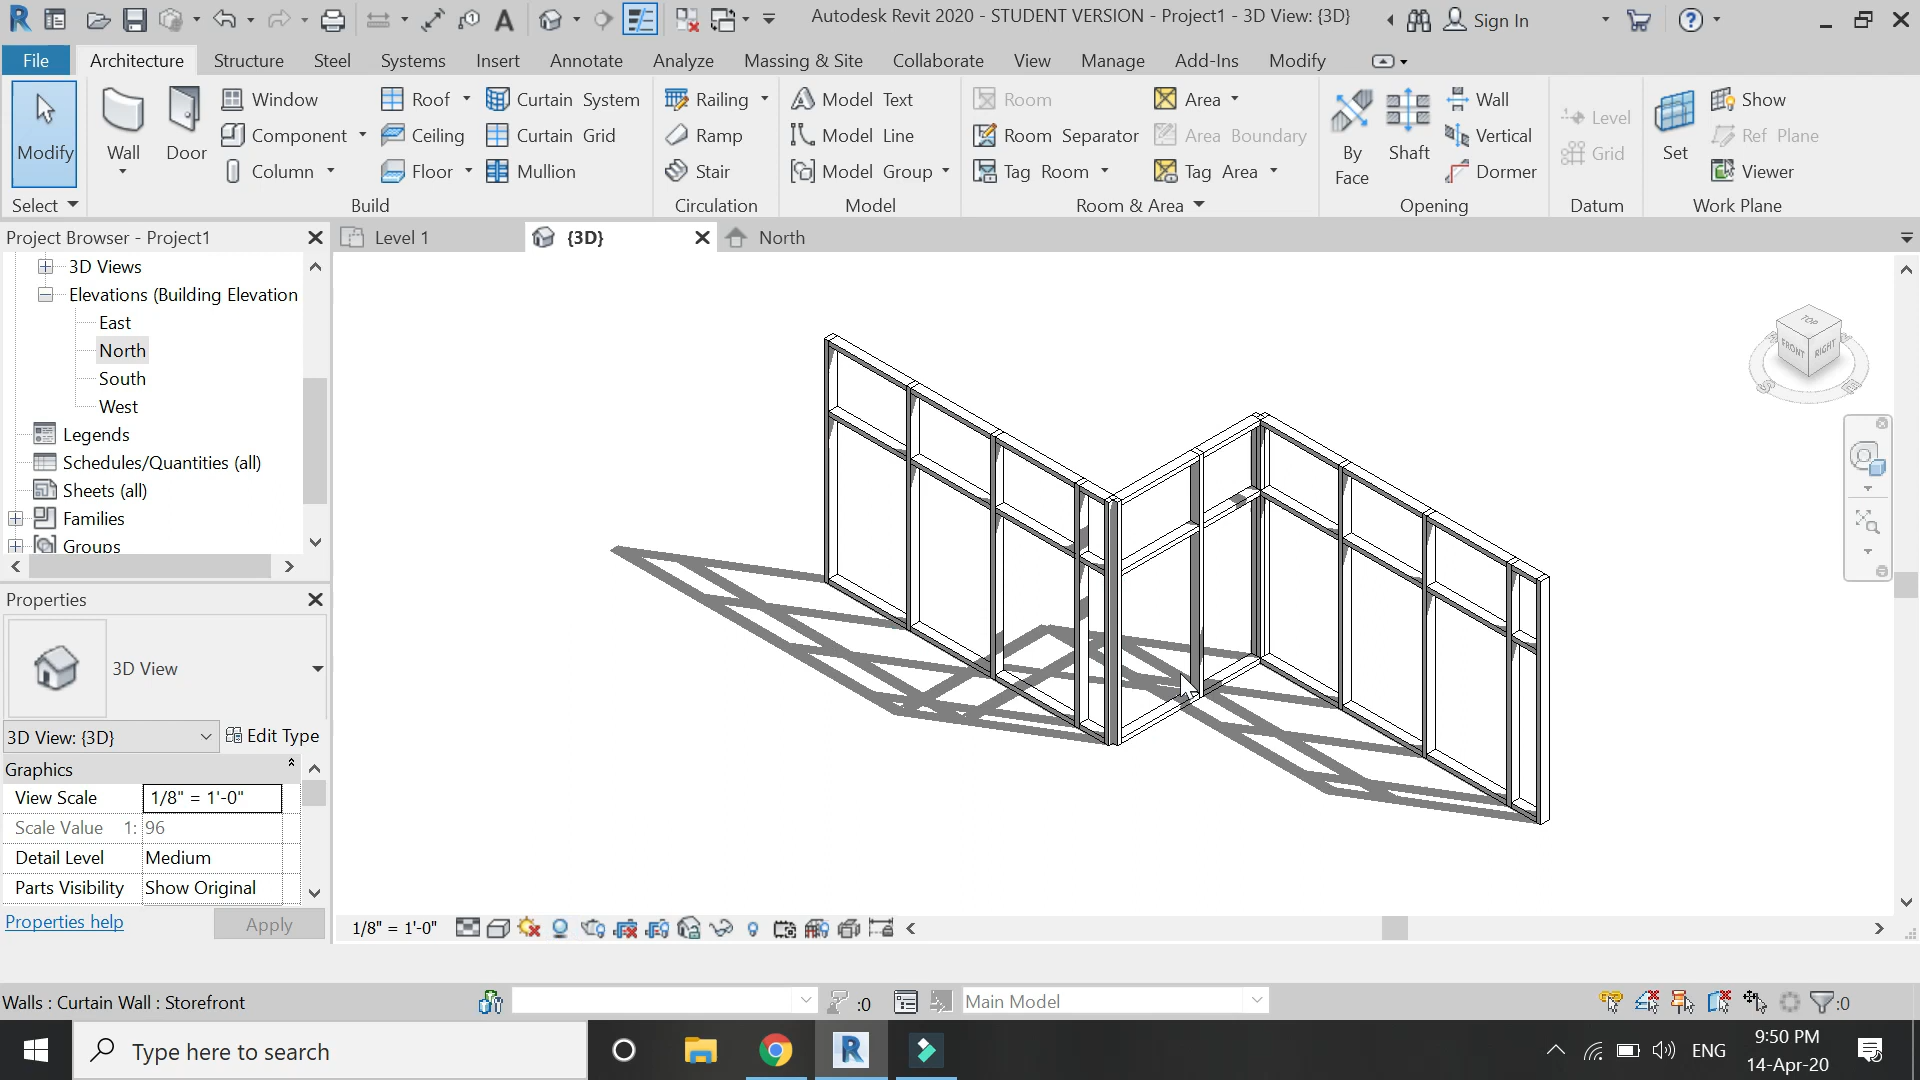 Autodesk Revit 2020 - STUDENT VERSION - Project1 - 3D View: {3D}
Sign In
File Architecture Structure Steel Systems Insert Annotate Analyze Massing & Site Collaborate View Manage Add-Ins Modify
Modify
Select
Wall
Door
Window
Component
Column
Roof
Ceiling
Floor
Curtain System
Curtain Grid
Mullion
Build
Railing
Ramp
Stair
Circulation
Model Text
Model Line
Model Group
Model
Room
Room Separator
Tag Room
Area
Area Boundary
Tag Area
Room & Area
By Face
Shaft
Wall
Vertical
Dormer
Opening
Level
Grid
Datum
Set
Show
Ref Plane
Viewer
Work Plane
Project Browser - Project1
3D Views
Elevations (Building Elevation
East
North
South
West
Legends
Schedules/Quantities (all)
Sheets (all)
Families
Groups
Level 1
{3D}
North
TOP
FRONT
RIGHT
S
E
Properties
3D View
3D View: {3D}
Edit Type
Graphics
View Scale 1/8" = 1'-0"
Scale Value 1: 96
Detail Level Medium
Parts Visibility Show Original
Properties help
Apply
1/8" = 1'-0"
Walls : Curtain Wall : Storefront
:0
Main Model
:0
Type here to search
ENG
9:50 PM
14-Apr-20